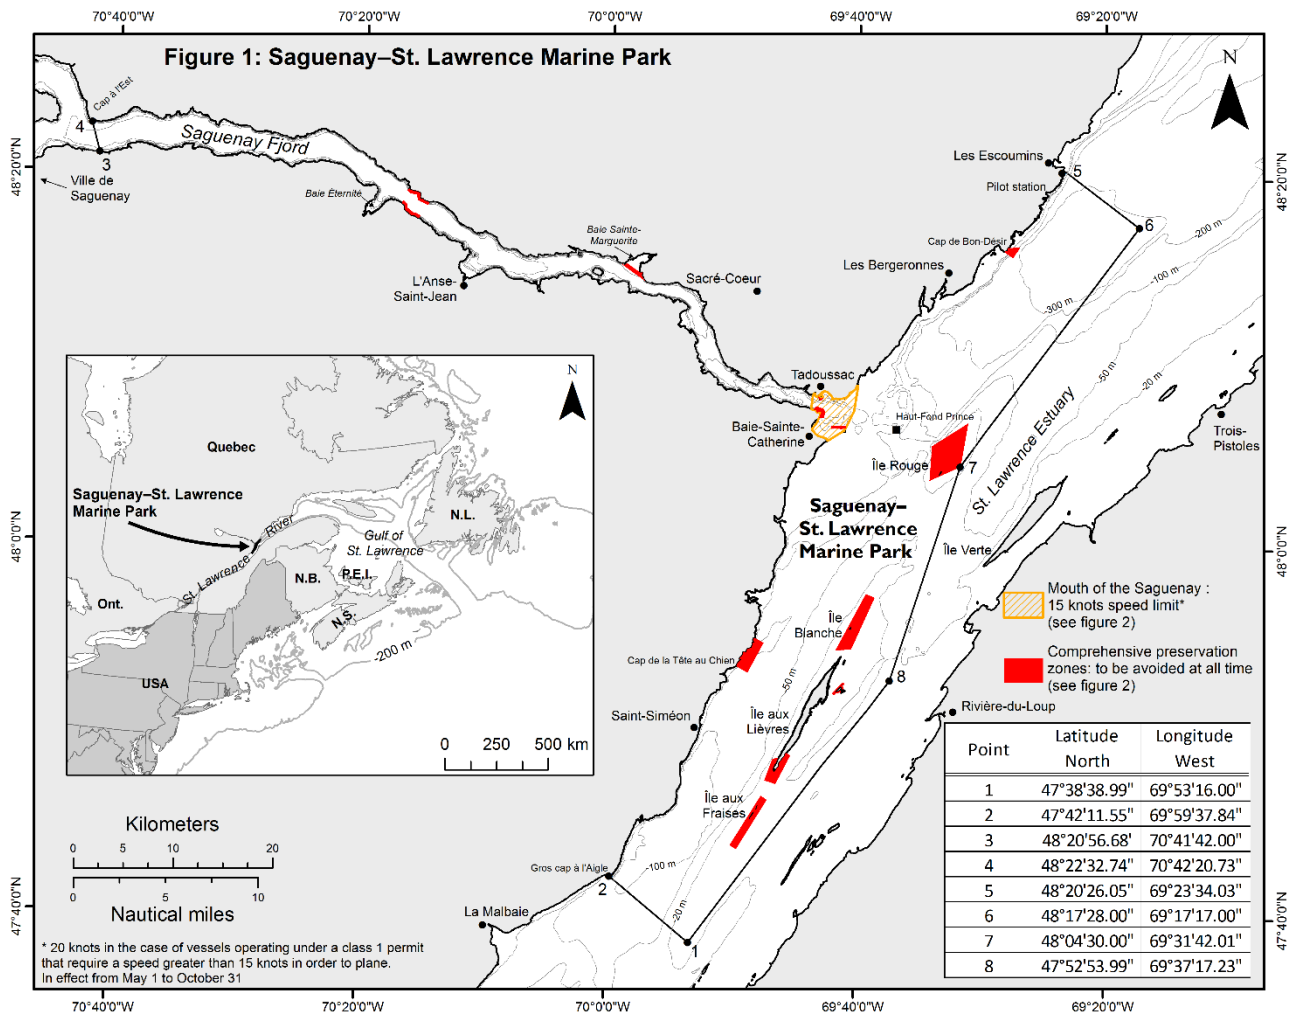 70°40'0"W 70°20'0"W 70°0'0"W 69°40'0"W 69°20'0"W
Figure 1: Saguenay–St. Lawrence Marine Park
N
Cap à l'Est
4
3
Saguenay Fjord
48°20'0"N
Ville de
Saguenay
Baie Éternité
Baie Sainte-
Marguerite
L'Anse-
Saint-Jean
Sacré-Coeur
Les Escoumins
5
Pilot station
48°20'0"N
6
-200 m
Cap de Bon-Désir
Les Bergeronnes
-100 m
-300 m
Tadoussac
-50 m
-20 m
Baie-Sainte-
Catherine
Haut-Fond Prince
Île Rouge
7
St. Lawrence Estuary
Trois-
Pistoles
N
Quebec
Saguenay–St. Lawrence
Marine Park
St. Lawrence River
Gulf of
St. Lawrence
N.L.
N.B.
P.E.I.
N.S.
Ont.
USA
-200 m
0 250 500 km
48°0'0"N
Saguenay–
St. Lawrence
Marine Park
Île Verte
48°0'0"N
Mouth of the Saguenay :
15 knots speed limit*
(see figure 2)
Île
Blanche
Cap de la Tête au Chien
Comprehensive preservation
zones: to be avoided at all time
(see figure 2)
-50 m
8
Saint-Siméon
Île aux
Lièvres
Rivière-du-Loup
Île aux
Fraises
Point Latitude North Longitude West
1 47°38'38.99" 69°53'16.00"
2 47°42'11.55" 69°59'37.84"
3 48°20'56.68' 70°41'42.00"
4 48°22'32.74" 70°42'20.73"
5 48°20'26.05" 69°23'34.03"
6 48°17'28.00" 69°17'17.00"
7 48°04'30.00" 69°31'42.01"
8 47°52'53.99" 69°37'17.23"
Kilometers
0 5 10 15 20
0 5 10
Nautical miles
Gros cap à l'Aigle
-100 m
2
La Malbaie
-20 m
1
47°40'0"N
47°40'0"N
* 20 knots in the case of vessels operating under a class 1 permit
that require a speed greater than 15 knots in order to plane.
In effect from May 1 to October 31
70°40'0"W 70°20'0"W 70°0'0"W 69°40'0"W 69°20'0"W